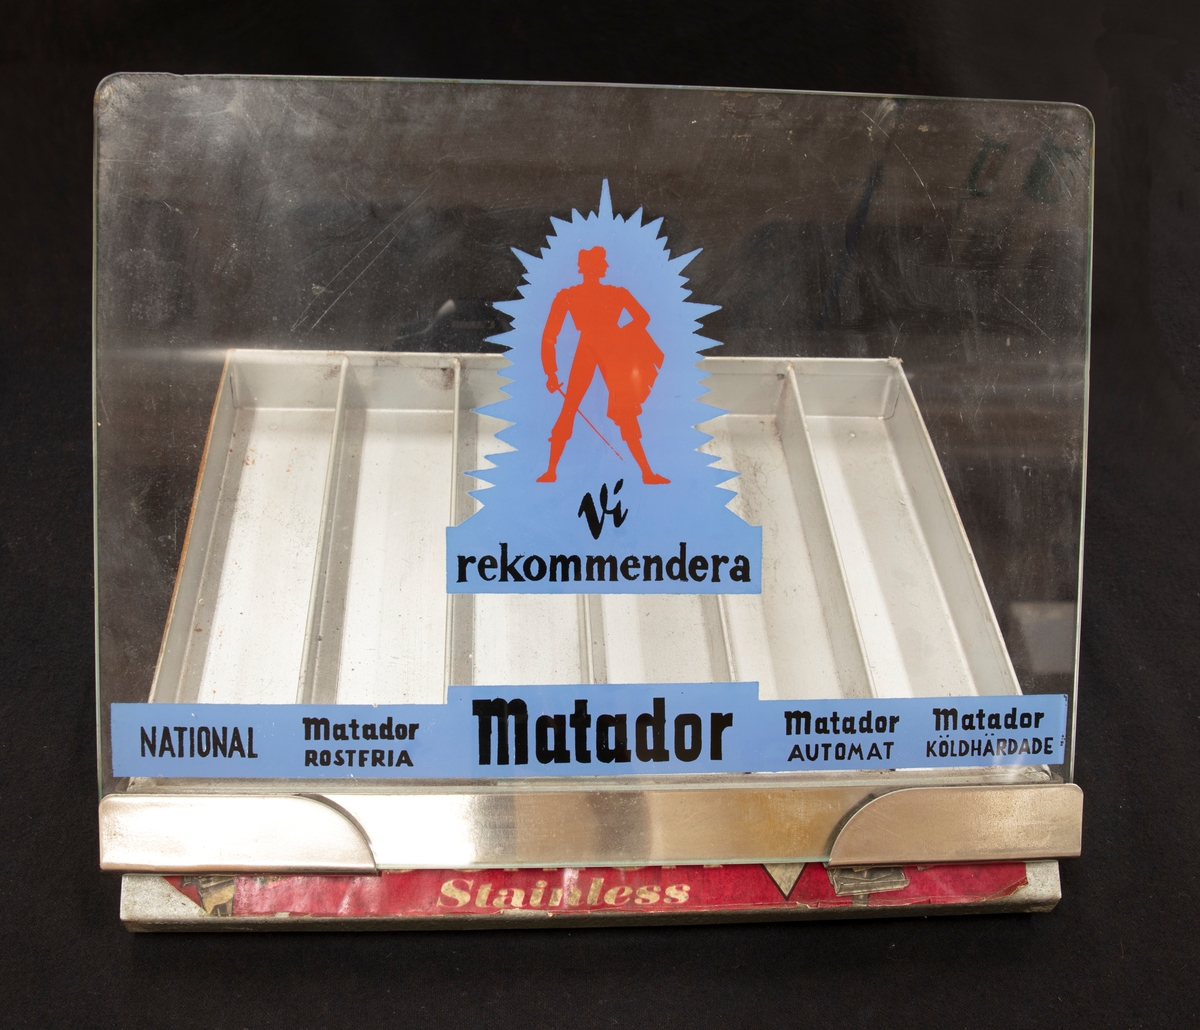 vi
rekommendera
Matador
NATIONAL
Matador
ROSTFRIA
Matador
AUTOMAT
Matador
KÖLDHÄRDADE
Stainless